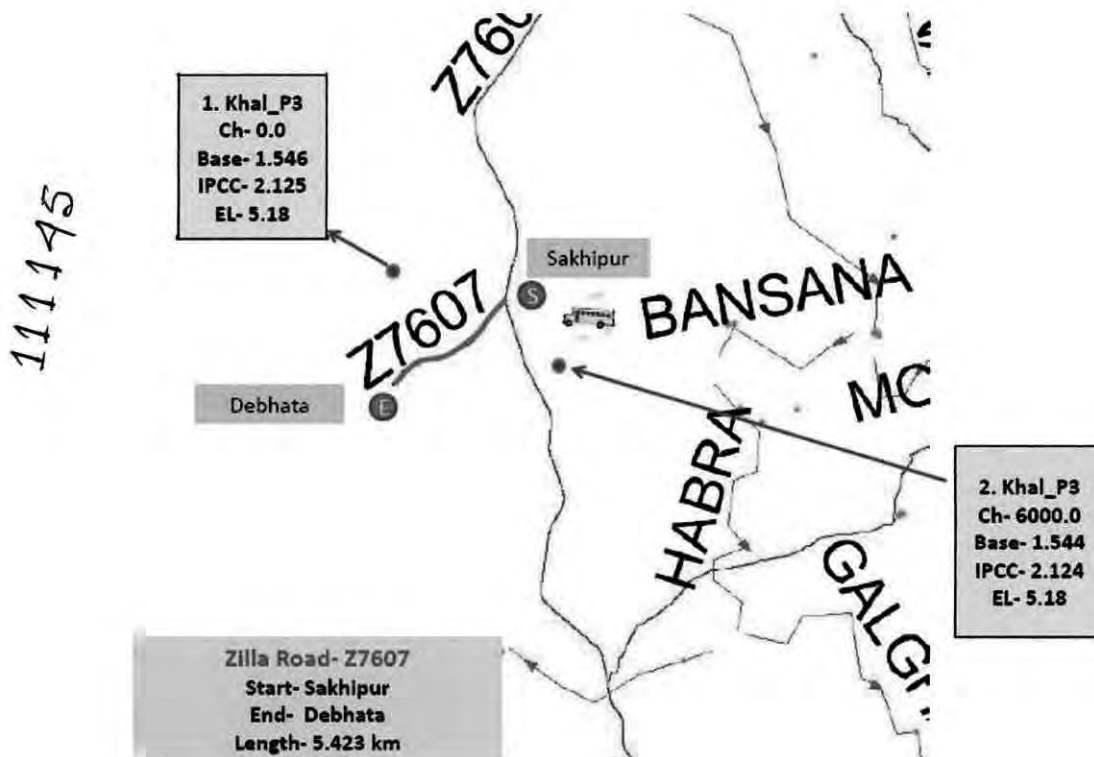 Z760
1. Khal_P3
Ch- 0.0
Base- 1.546
IPCC- 2.125
EL- 5.18
111145
Sakhipur
S
Z7607
BANSANA
Debhata
E
MO
HABRA
2. Khal_P3
Ch- 6000.0
Base- 1.544
IPCC- 2.124
EL- 5.18
GALGH
Zilla Road- Z7607
Start- Sakhipur
End- Debhata
Length- 5.423 km